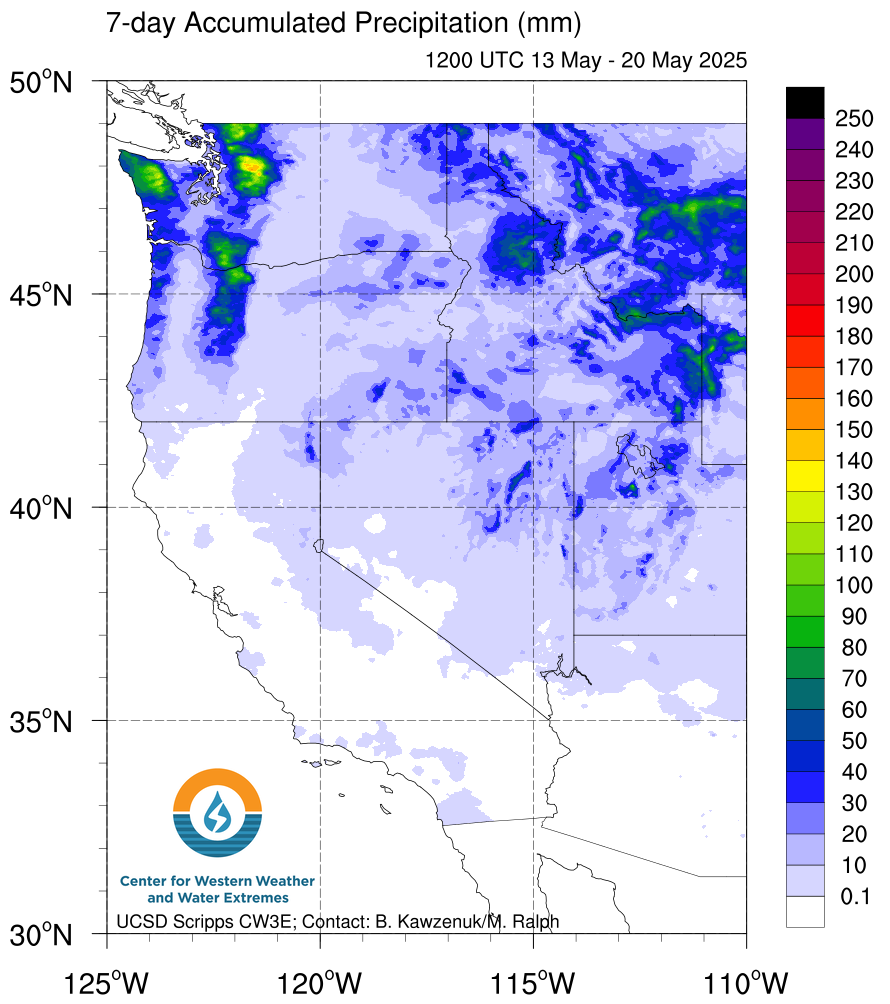 7-day Accumulated Precipitation (mm)
1200 UTC 13 May - 20 May 2025
50°N
45°N
40°N
35°N
30°N
125°W
120°W
115°W
110°W
250
240
230
220
210
200
190
180
170
160
150
140
130
120
110
100
90
80
70
60
50
40
30
20
10
0.1
Center for Western Weather
and Water Extremes
UCSD Scripps CW3E; Contact: B. Kawzenuk/M. Ralph